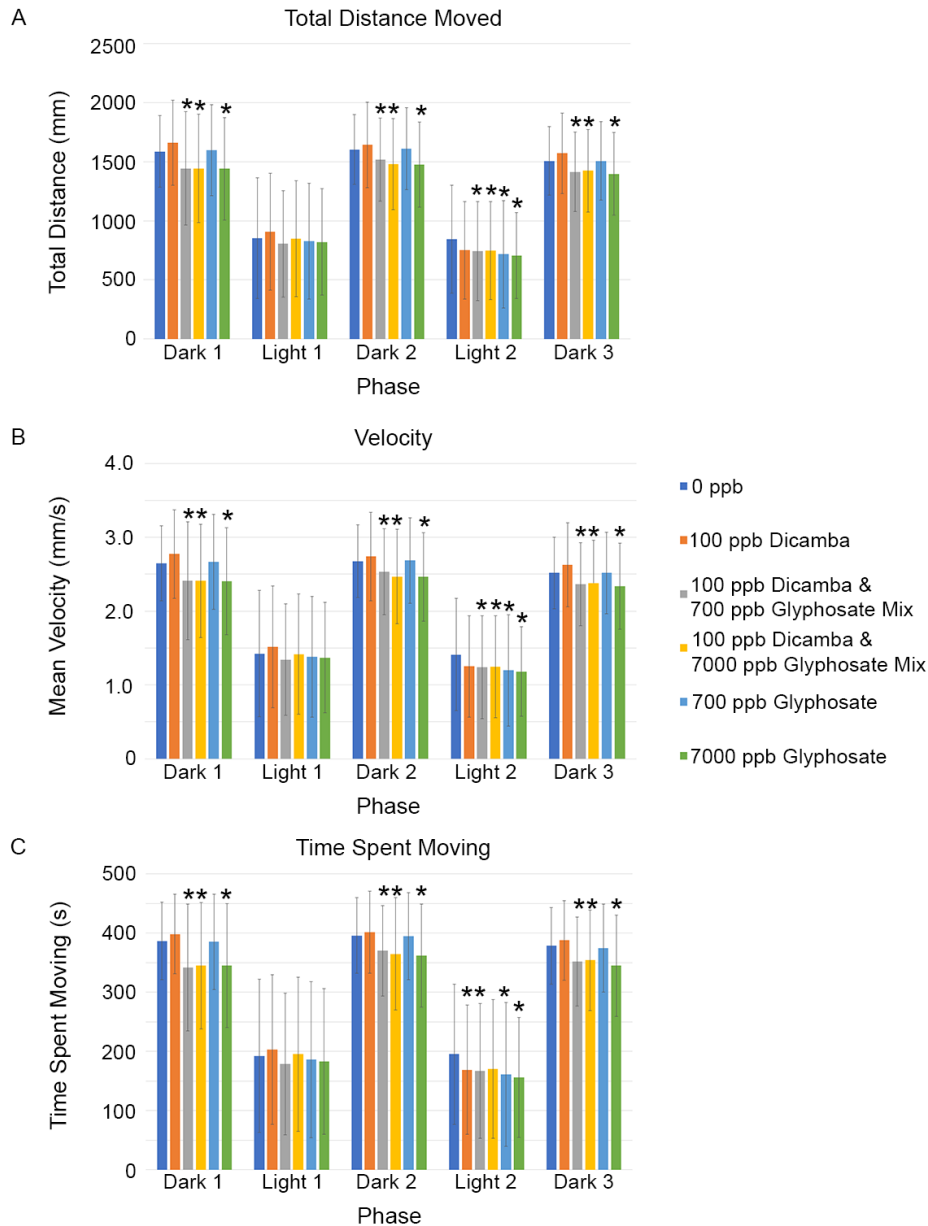 A
Total Distance Moved
2500
2000
1500
1000
500
0
Total Distance (mm)
** * ** * ** * * ** *
Dark 1 Light 1 Dark 2 Light 2 Dark 3
Phase
B
Velocity
4.0
3.0
2.0
1.0
0
Mean Velocity (mm/s)
** * ** * ** * * ** *
Dark 1 Light 1 Dark 2 Light 2 Dark 3
Phase
0 ppb
100 ppb Dicamba
100 ppb Dicamba &
700 ppb Glyphosate Mix
100 ppb Dicamba &
7000 ppb Glyphosate Mix
700 ppb Glyphosate
7000 ppb Glyphosate
C
Time Spent Moving
500
400
300
200
100
0
Time Spent Moving (s)
** * ** * ** * * ** *
Dark 1 Light 1 Dark 2 Light 2 Dark 3
Phase